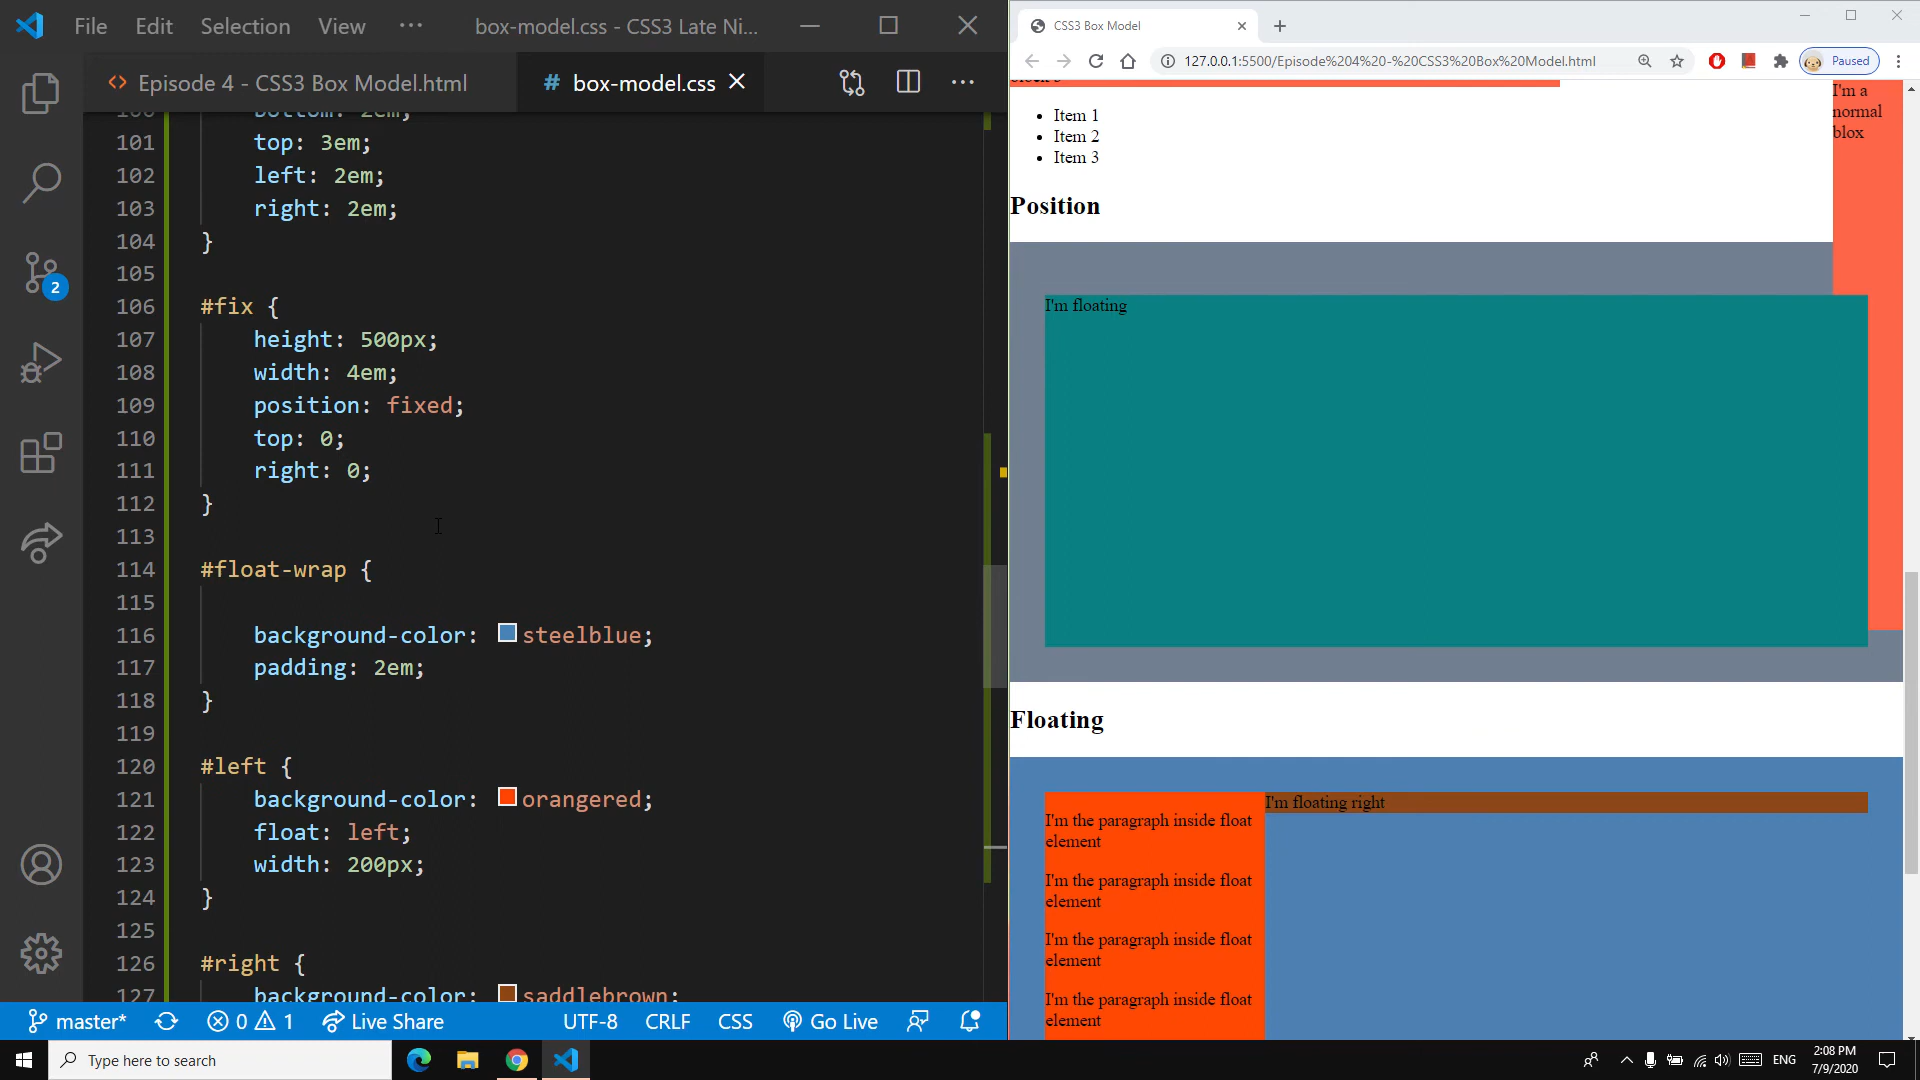 File Edit Selection View ··· box-model.css - CSS3 Late Ni...
<> Episode 4 - CSS3 Box Model.html # box-model.css
101 top: 3em;
102 left: 2em;
103 right: 2em;
104 }
105
106 #fix {
107 height: 500px;
108 width: 4em;
109 position: fixed;
110 top: 0;
111 right: 0;
112 }
113
114 #float-wrap {
115
116 background-color: steelblue;
117 padding: 2em;
118 }
119
120 #left {
121 background-color: orangered;
122 float: left;
123 width: 200px;
124 }
125
126 #right {
127 background-color: saddlebrown;
2
master* 0 1 Live Share UTF-8 CRLF CSS Go Live
CSS3 Box Model
127.0.0.1:5500/Episode%204%20-%20CSS3%20Box%20Model.html Paused
I'm a
normal
blox
• Item 1
• Item 2
• Item 3
Position
I'm floating
Floating
I'm floating right
I'm the paragraph inside float
element
I'm the paragraph inside float
element
I'm the paragraph inside float
element
I'm the paragraph inside float
element
Type here to search
ENG
2:08 PM
7/9/2020